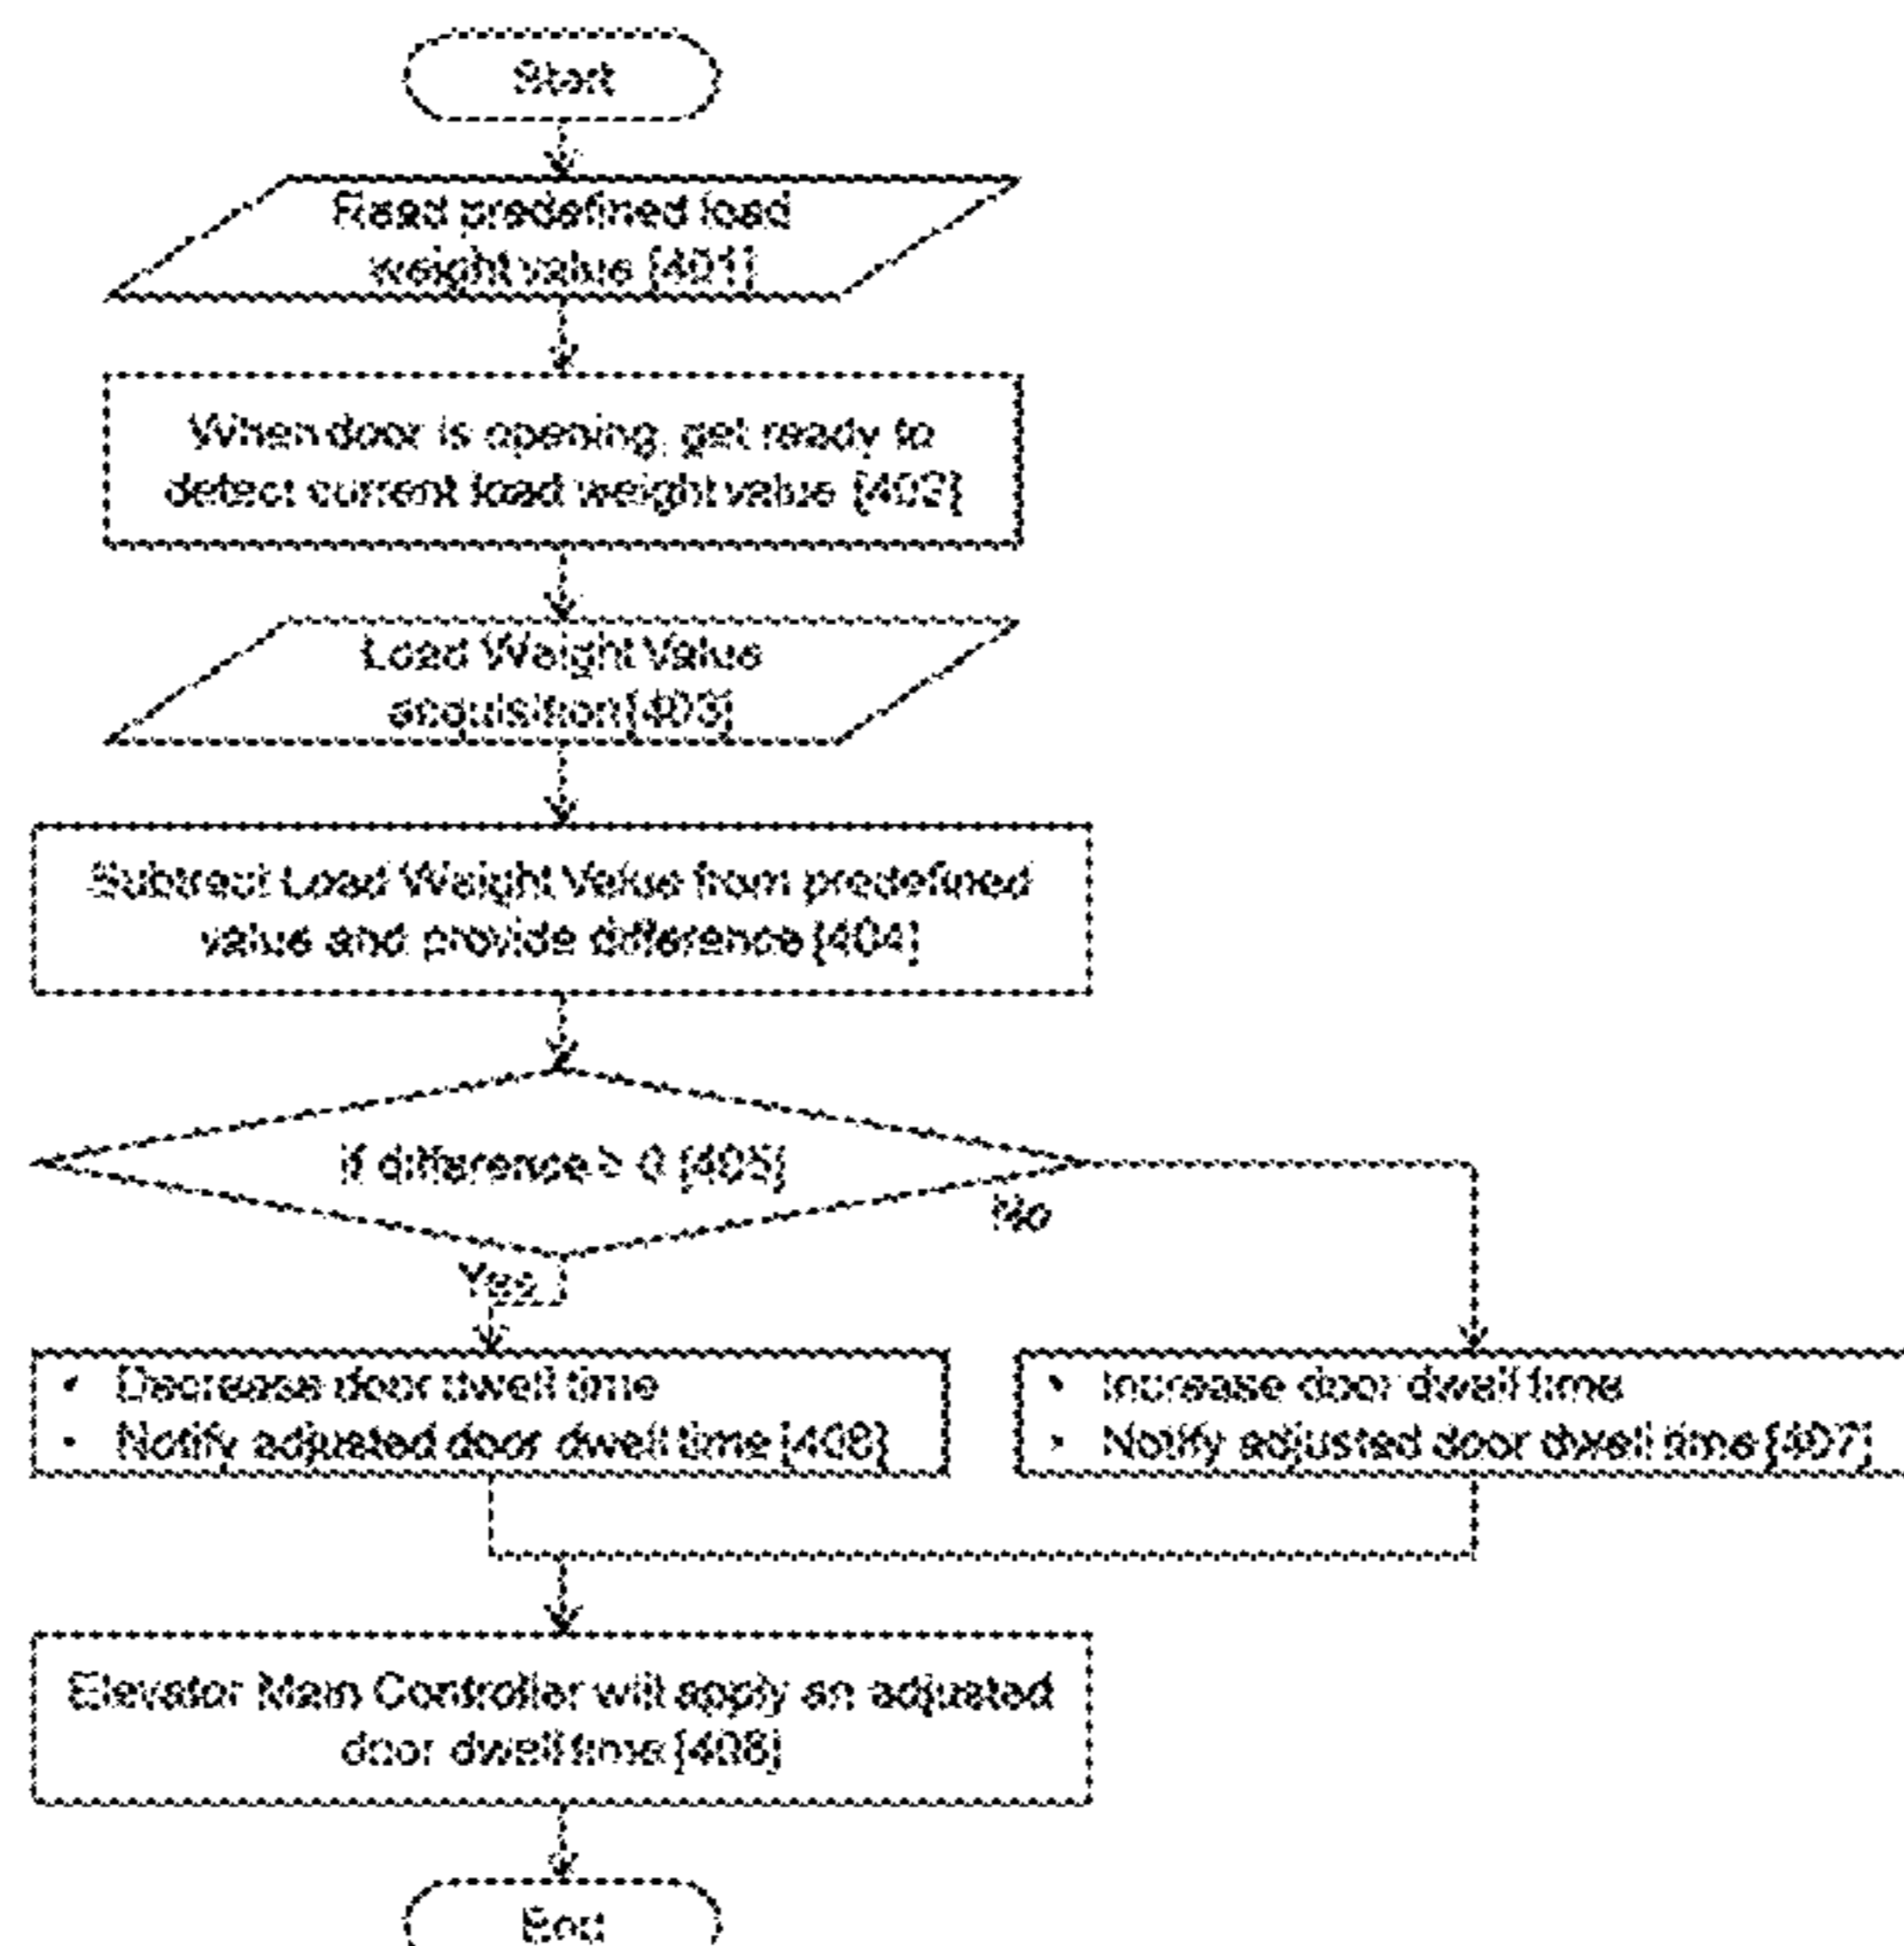 Start
Read predefined load
weight value [401]
When door is opening, get ready to
detect current load weight value [402]
Load Weight Value
acquisition [403]
Subtract Load Weight Value from predefined
value and provide difference [404]
If difference > 0 [405]
No
Yes
• Decrease door dwell time
• Notify adjusted door dwell time [406]
• Increase door dwell time
• Notify adjusted door dwell time [407]
Elevator Main Controller will apply an adjusted
door dwell time [408]
End